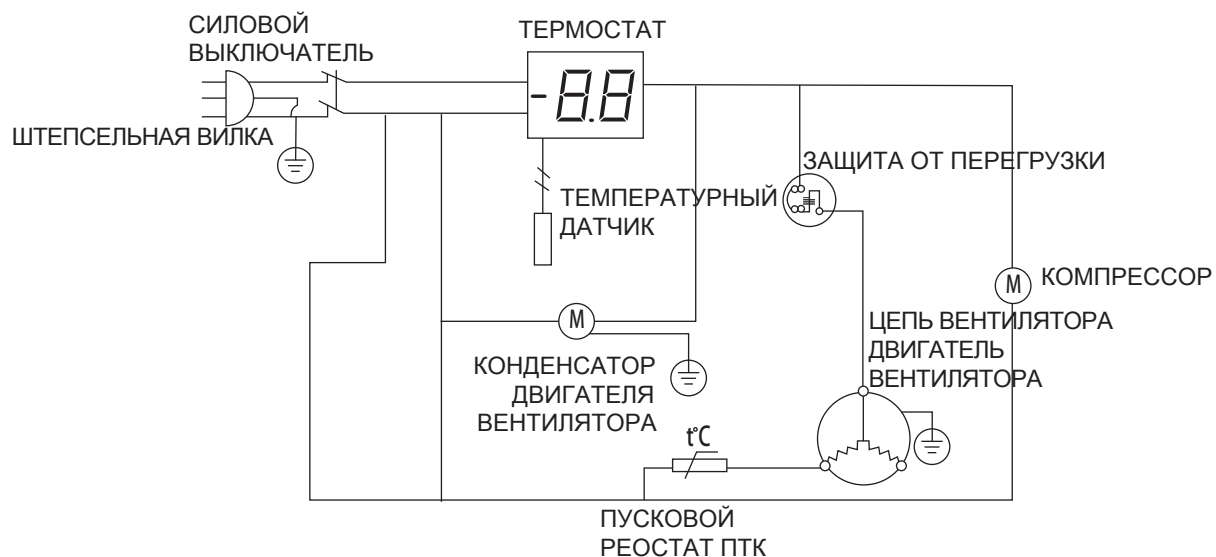 СИЛОВОЙ
ВЫКЛЮЧАТЕЛЬ
ТЕРМОСТАТ
-8.8
ШТЕПСЕЛЬНАЯ ВИЛКА
ЗАЩИТА ОТ ПЕРЕГРУЗКИ
ТЕМПЕРАТУРНЫЙ
ДАТЧИК
M
КОМПРЕССОР
M
ЦЕПЬ ВЕНТИЛЯТОРА
ДВИГАТЕЛЬ
ВЕНТИЛЯТОРА
КОНДЕНСАТОР
ДВИГАТЕЛЯ
ВЕНТИЛЯТОРА
t°C
ПУСКОВОЙ
РЕОСТАТ ПТК